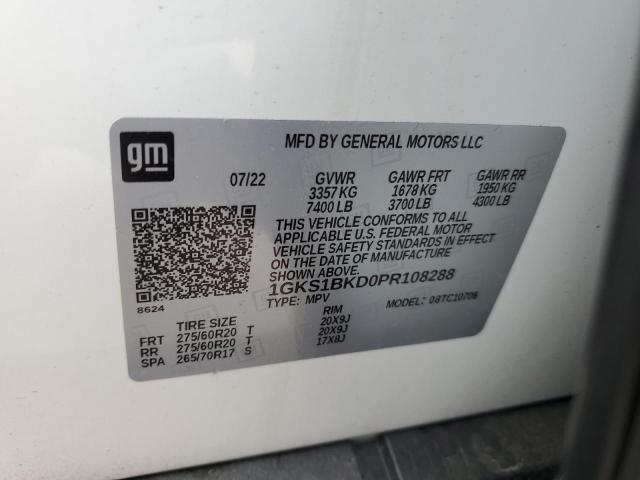 gm
MFD BY GENERAL MOTORS LLC
07/22 GVWR GAWR FRT GAWR RR
3357 KG 1678 KG 1950 KG
7400 LB 3700 LB 4300 LB
THIS VEHICLE CONFORMS TO ALL
APPLICABLE U.S. FEDERAL MOTOR
VEHICLE SAFETY STANDARDS IN EFFECT
ON THE DATE OF MANUFACTURE
SHOWN ABOVE.
1GKS1BKD0PR108288
TYPE: MPV MODEL: 08TC10706
8624
TIRE SIZE RIM
FRT 275/60R20 T 20X9J
RR 275/60R20 T 20X9J
SPA 265/70R17 S 17X8J